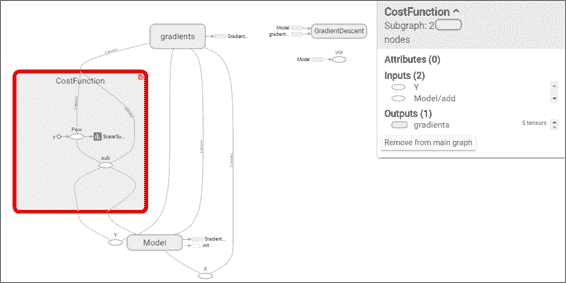 gradients
Gradient...
Model
gradient...
GradientDescent
Model
init
CostFunction
y
Pow
ScalarSu...
sub
Y
Model
Gradient...
init
X
CostFunction
Subgraph: 2
nodes
Attributes (0)
Inputs (2)
Y
Model/add
Outputs (1)
gradients
5 tensors
Remove from main graph